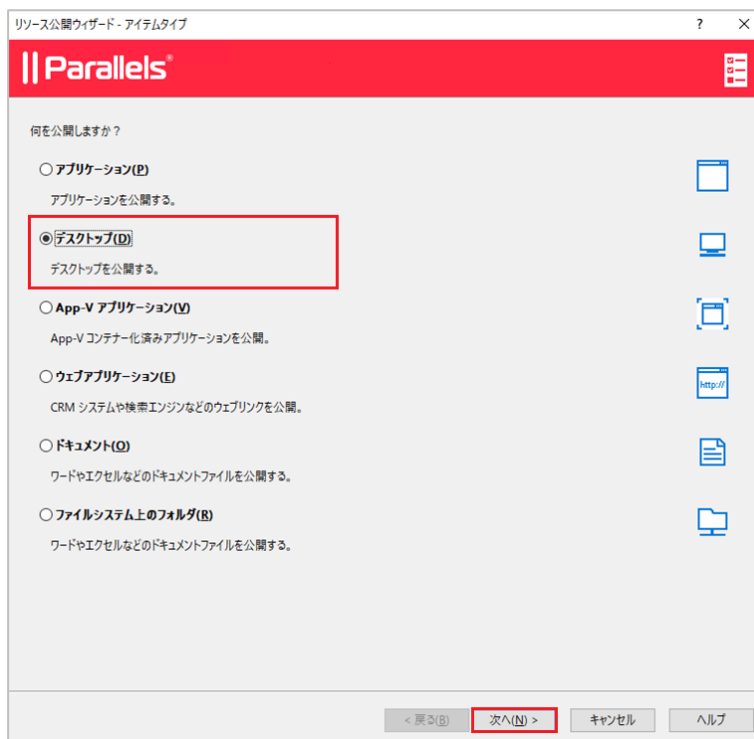 リソース公開ウィザード - アイテムタイプ ? ×
Parallels®
何を公開しますか？
アプリケーション(P)
アプリケーションを公開する。
デスクトップ(D)
デスクトップを公開する。
App-V アプリケーション(V)
App-V コンテナー化済みアプリケーションを公開。
ウェブアプリケーション(E)
http://
CRM システムや検索エンジンなどのウェブリンクを公開。
ドキュメント(O)
ワードやエクセルなどのドキュメントファイルを公開する。
ファイルシステム上のフォルダ(R)
ワードやエクセルなどのドキュメントファイルを公開する。
< 戻る(B) 次へ(N) > キャンセル ヘルプ